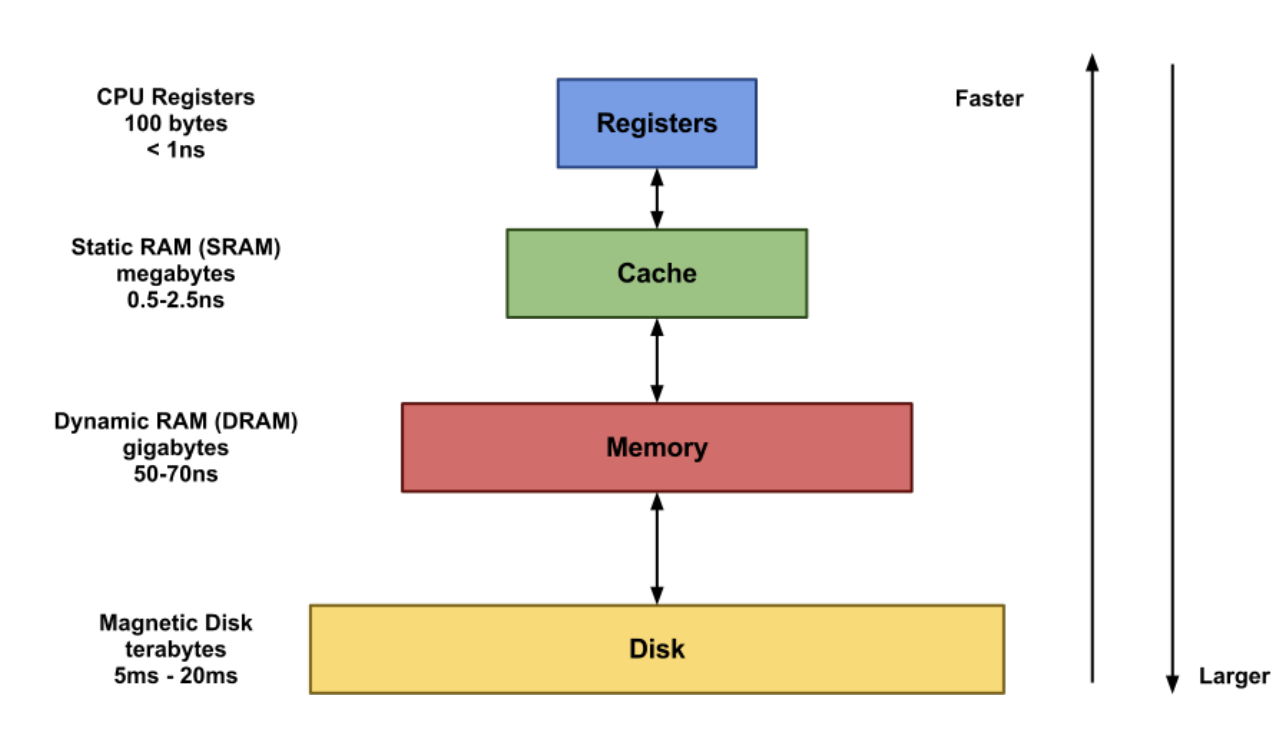 CPU Registers
100 bytes
< 1ns
Registers
Faster
Static RAM (SRAM)
megabytes
0.5-2.5ns
Cache
Dynamic RAM (DRAM)
gigabytes
50-70ns
Memory
Magnetic Disk
terabytes
5ms - 20ms
Disk
Larger